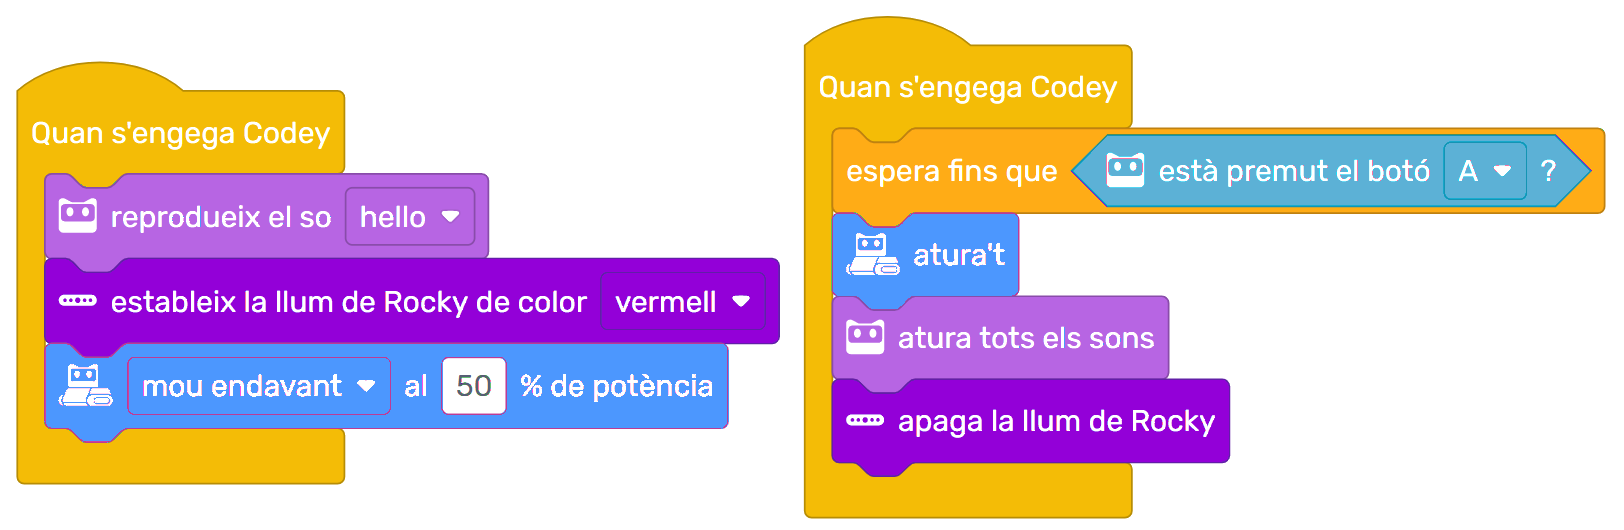 Quan s'engega Codey
reprodueix el so hello
estableix la llum de Rocky de color vermell
mou endavant al 50 % de potència
Quan s'engega Codey
espera fins que està premut el botó A ?
atura't
atura tots els sons
apaga la llum de Rocky